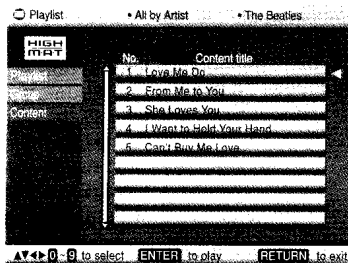 Playlist • All by Artist • The Beatles
HIGH
MAT
No. Content title
Playlist
1 Love Me Do
2 From Me to You
Content
3 She Loves You
4 I Want to Hold Your Hand
5 Can't Buy Me Love
▲▼◀▶ 0 ~ 9 to select ENTER to play RETURN to exit